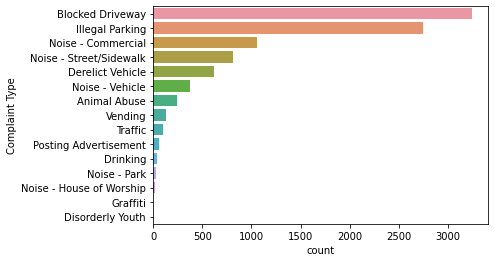 Complaint Type
Blocked Driveway
Illegal Parking
Noise - Commercial
Noise - Street/Sidewalk
Derelict Vehicle
Noise - Vehicle
Animal Abuse
Vending
Traffic
Posting Advertisement
Drinking
Noise - Park
Noise - House of Worship
Graffiti
Disorderly Youth
0 500 1000 1500 2000 2500 3000
count